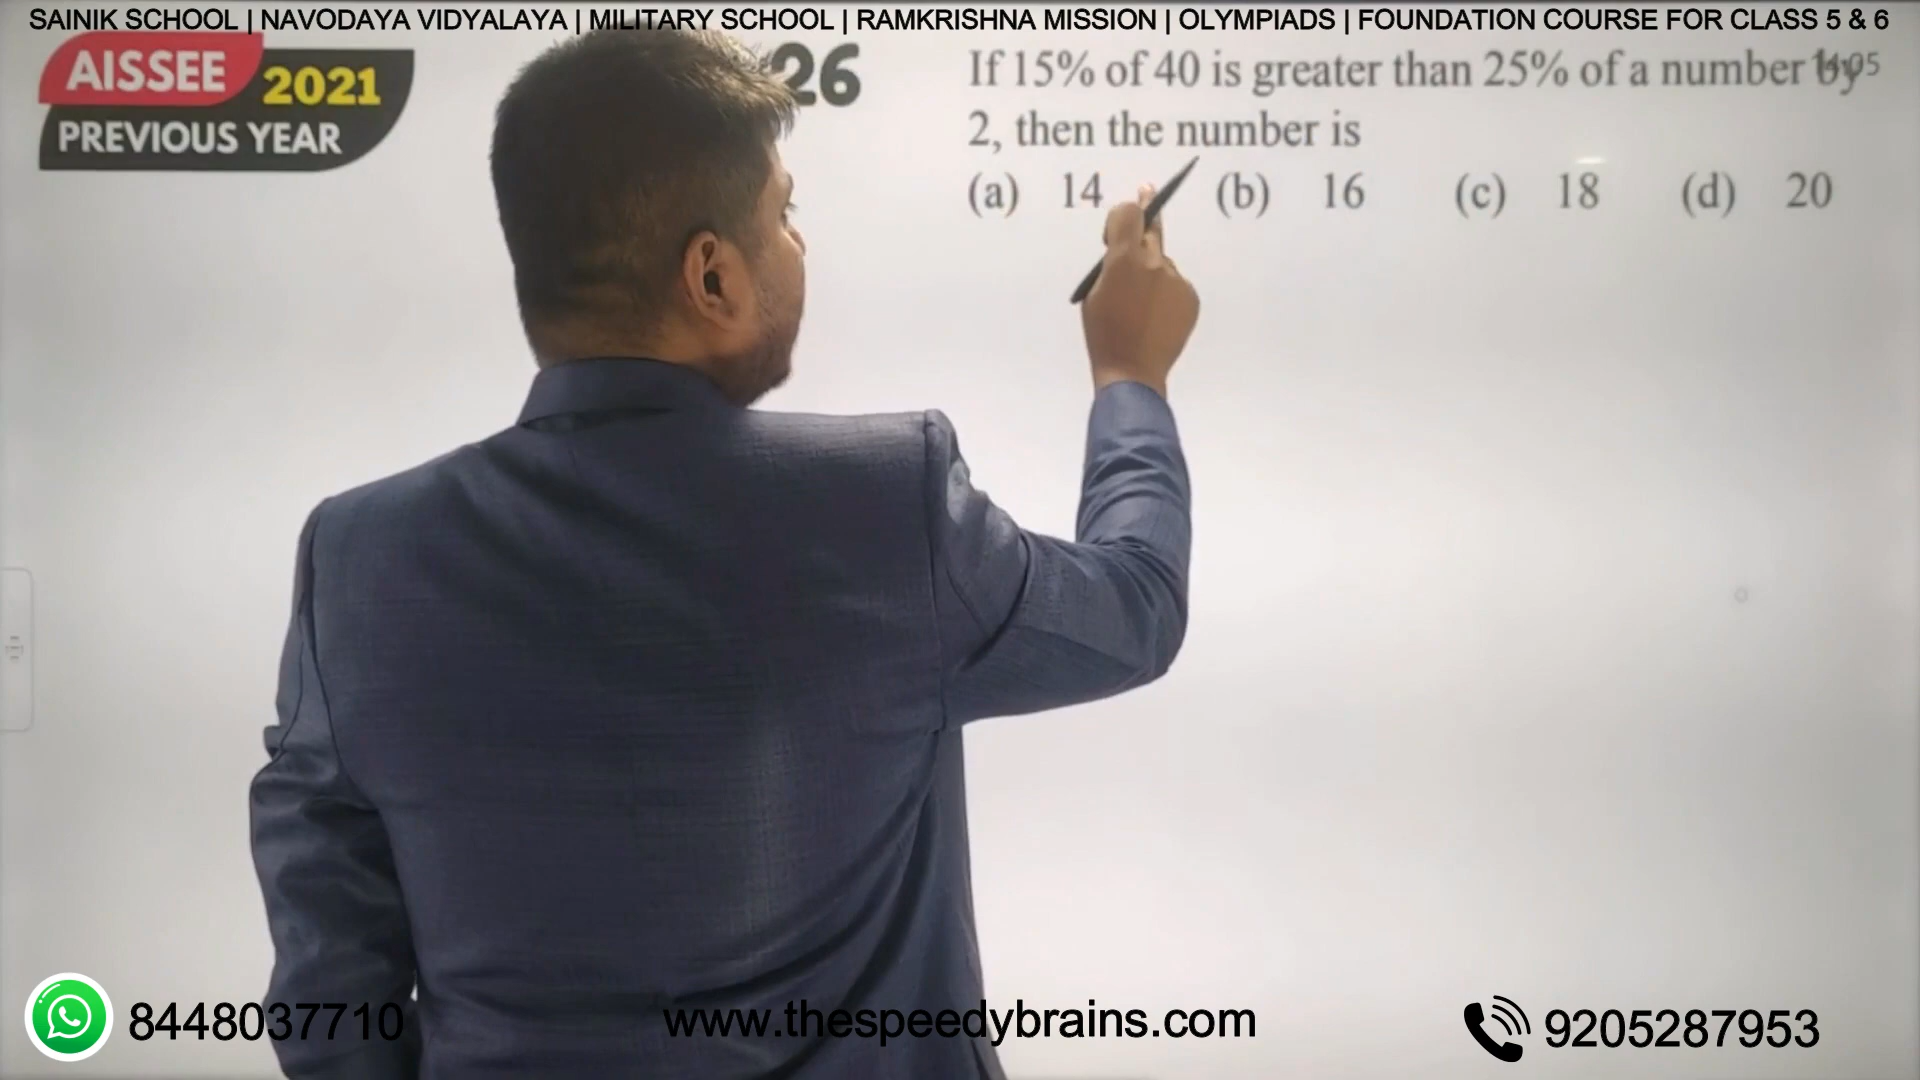 SAINIK SCHOOL | NAVODAYA VIDYALAYA | MILITARY SCHOOL | RAMKRISHNA MISSION | OLYMPIADS | FOUNDATION COURSE FOR CLASS 5 & 6
AISSEE 2021
PREVIOUS YEAR
26
If 15% of 40 is greater than 25% of a number by
2, then the number is
(a) 14 (b) 16 (c) 18 (d) 20
8448037710
www.thespeedybrains.com
9205287953